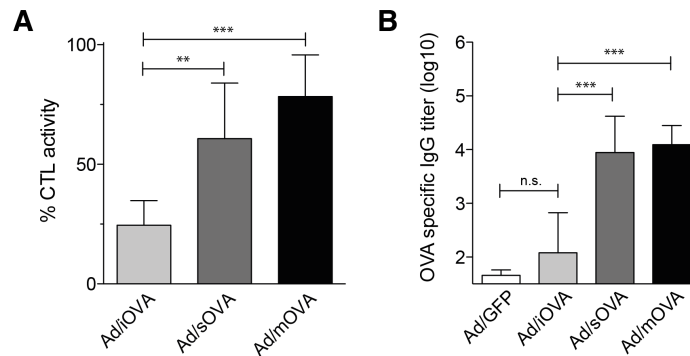 A
% CTL activity
100
50
0
**
***
Ad/iOVA
Ad/sOVA
Ad/mOVA
B
OVA specific IgG titer (log10)
6
5
4
3
2
n.s.
***
***
Ad/GFP
Ad/iOVA
Ad/sOVA
Ad/mOVA